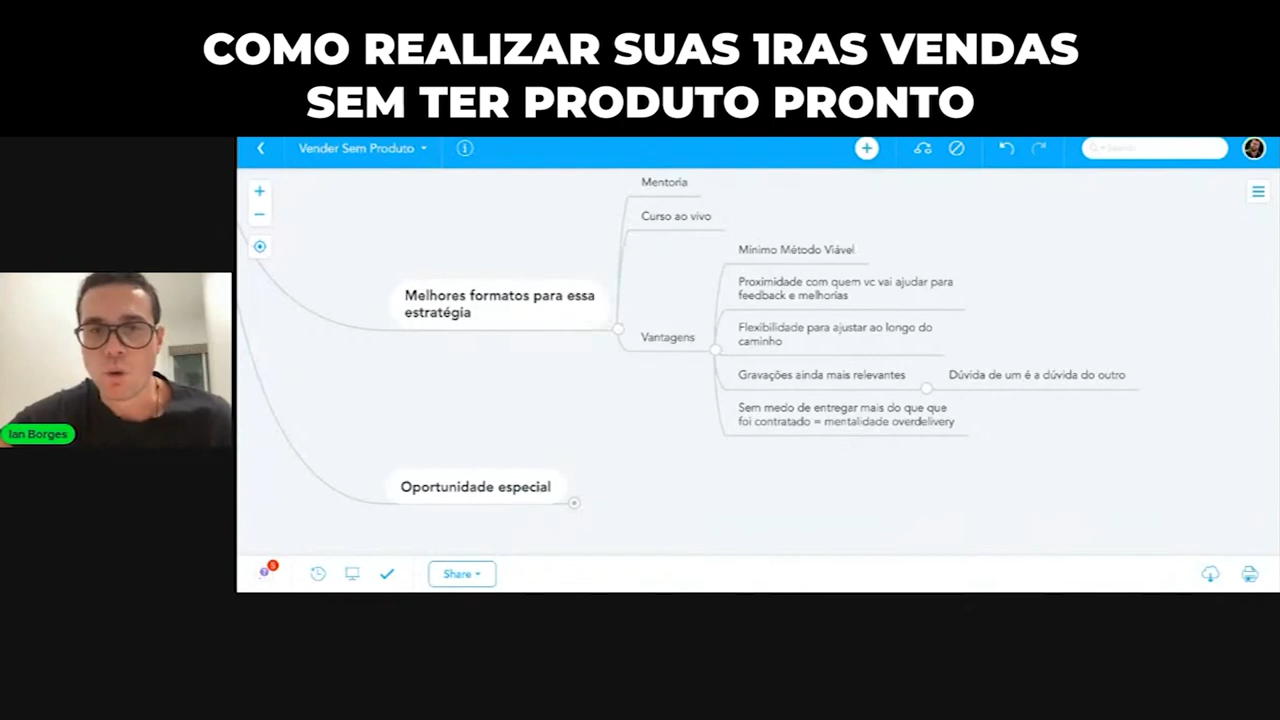 COMO REALIZAR SUAS 1RAS VENDAS
SEM TER PRODUTO PRONTO
Vender Sem Produto
Search
Mentoria
Curso ao vivo
Melhores formatos para essa
estratégia
Vantagens
Mínimo Método Viável
Proximidade com quem vc vai ajudar para
feedback e melhorias
Flexibilidade para ajustar ao longo do
caminho
Gravações ainda mais relevantes
Dúvida de um é a dúvida do outro
Sem medo de entregar mais do que que
foi contratado = mentalidade overdelivery
Ian Borges
Oportunidade especial
Share